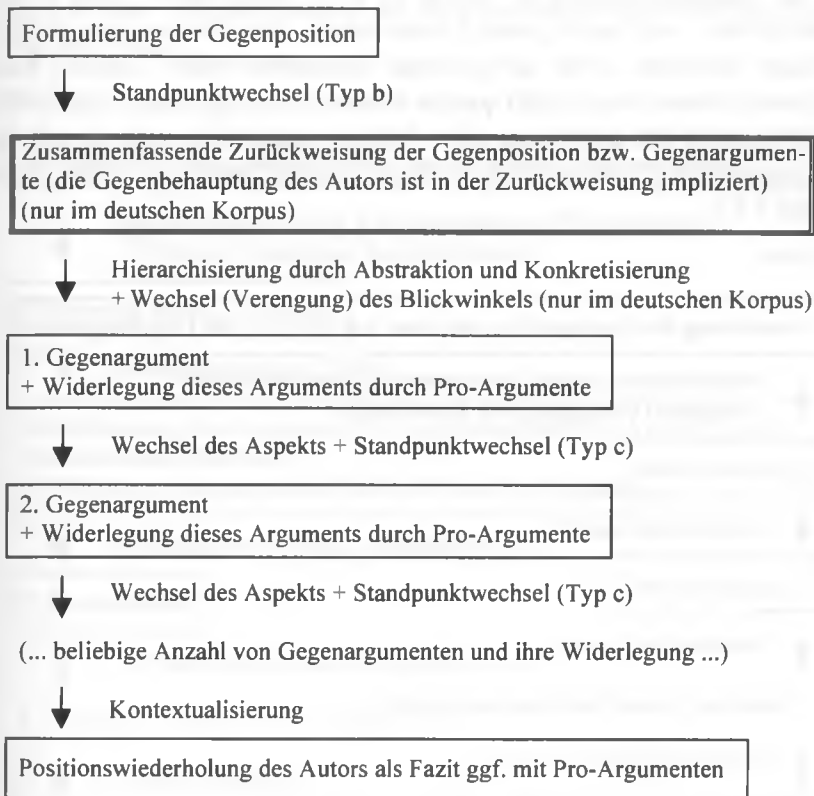 Formulierung der Gegenposition
Standpunktwechsel (Typ b)
Zusammenfassende Zurückweisung der Gegenposition bzw. Gegenargumen-
te (die Gegenbehauptung des Autors ist in der Zurückweisung impliziert)
(nur im deutschen Korpus)
Hierarchisierung durch Abstraktion und Konkretisierung
+ Wechsel (Verengung) des Blickwinkels (nur im deutschen Korpus)
1. Gegenargument
+ Widerlegung dieses Arguments durch Pro-Argumente
Wechsel des Aspekts + Standpunktwechsel (Typ c)
2. Gegenargument
+ Widerlegung dieses Arguments durch Pro-Argumente
Wechsel des Aspekts + Standpunktwechsel (Typ c)
(... beliebige Anzahl von Gegenargumenten und ihre Widerlegung ...)
Kontextualisierung
Positionswiederholung des Autors als Fazit ggf. mit Pro-Argumenten